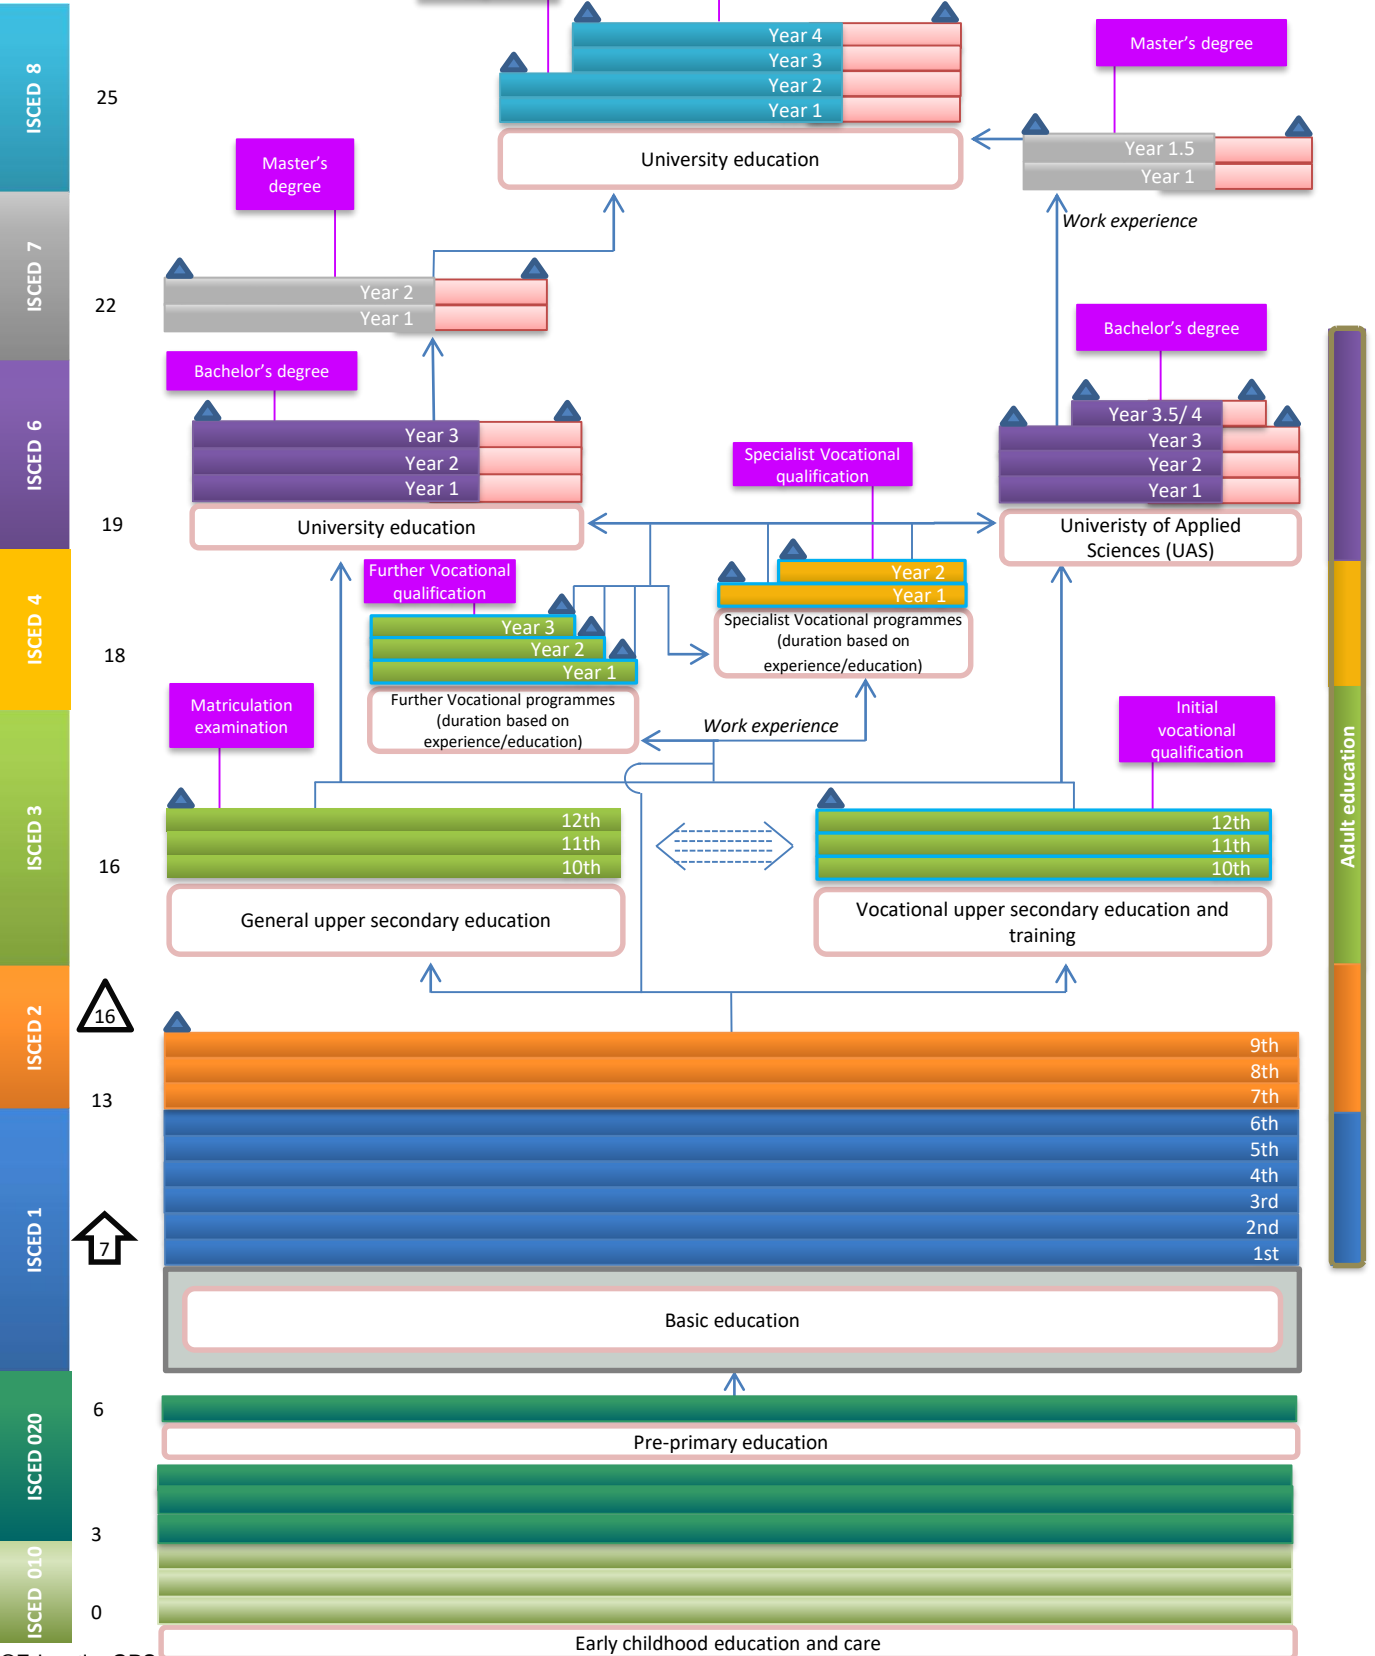 Year 4
Year 3
Year 2
Year 1
University education
Master's degree
Year 1.5
Year 1
Work experience
ISCED 8
25
Master's
degree
Year 2
Year 1
ISCED 7
22
Bachelor's degree
Year 3
Year 2
Year 1
University education
Bachelor's degree
Year 3.5/ 4
Year 3
Year 2
Year 1
Univeristy of Applied
Sciences (UAS)
ISCED 6
19
Specialist Vocational
qualification
Year 2
Year 1
Specialist Vocational programmes
(duration based on
experience/education)
Further Vocational
qualification
Year 3
Year 2
Year 1
Further Vocational programmes
(duration based on
experience/education)
Work experience
ISCED 4
18
Matriculation
examination
12th
11th
10th
General upper secondary education
Initial
vocational
qualification
12th
11th
10th
Vocational upper secondary education and
training
ISCED 3
16
Adult education
ISCED 2
16
13
9th
8th
7th
6th
5th
4th
3rd
2nd
1st
ISCED 1
7
Basic education
ISCED 020
6
Pre-primary education
3
ISCED 010
0
Early childhood education and care